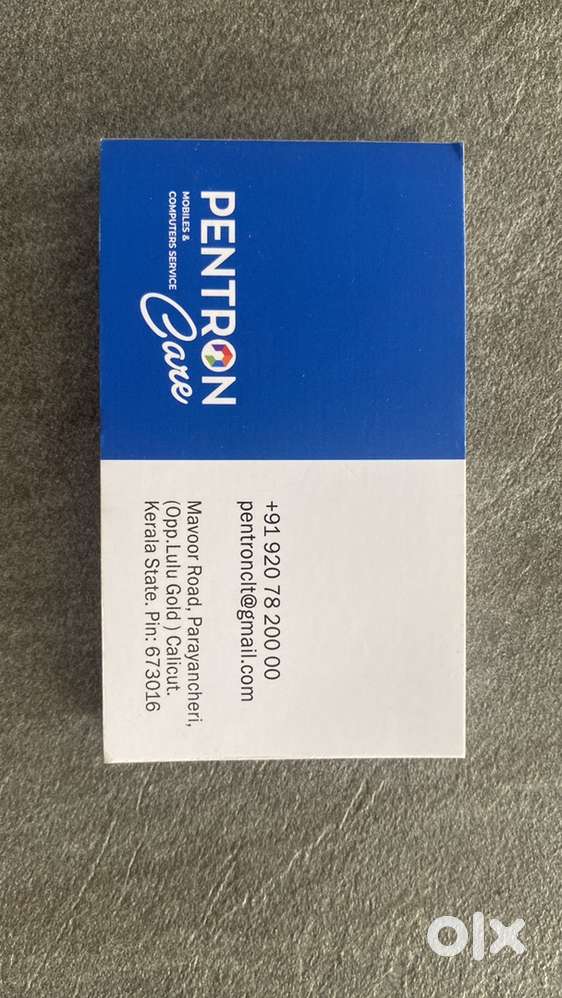 PENTRON
MOBILES &
COMPUTERS SERVICE
Care
+91 920 78 200 00
pentronclt@gmail.com
Mavoor Road, Parayancheri,
(Opp.Lulu Gold ) Calicut.
Kerala State. Pin: 673016
olx